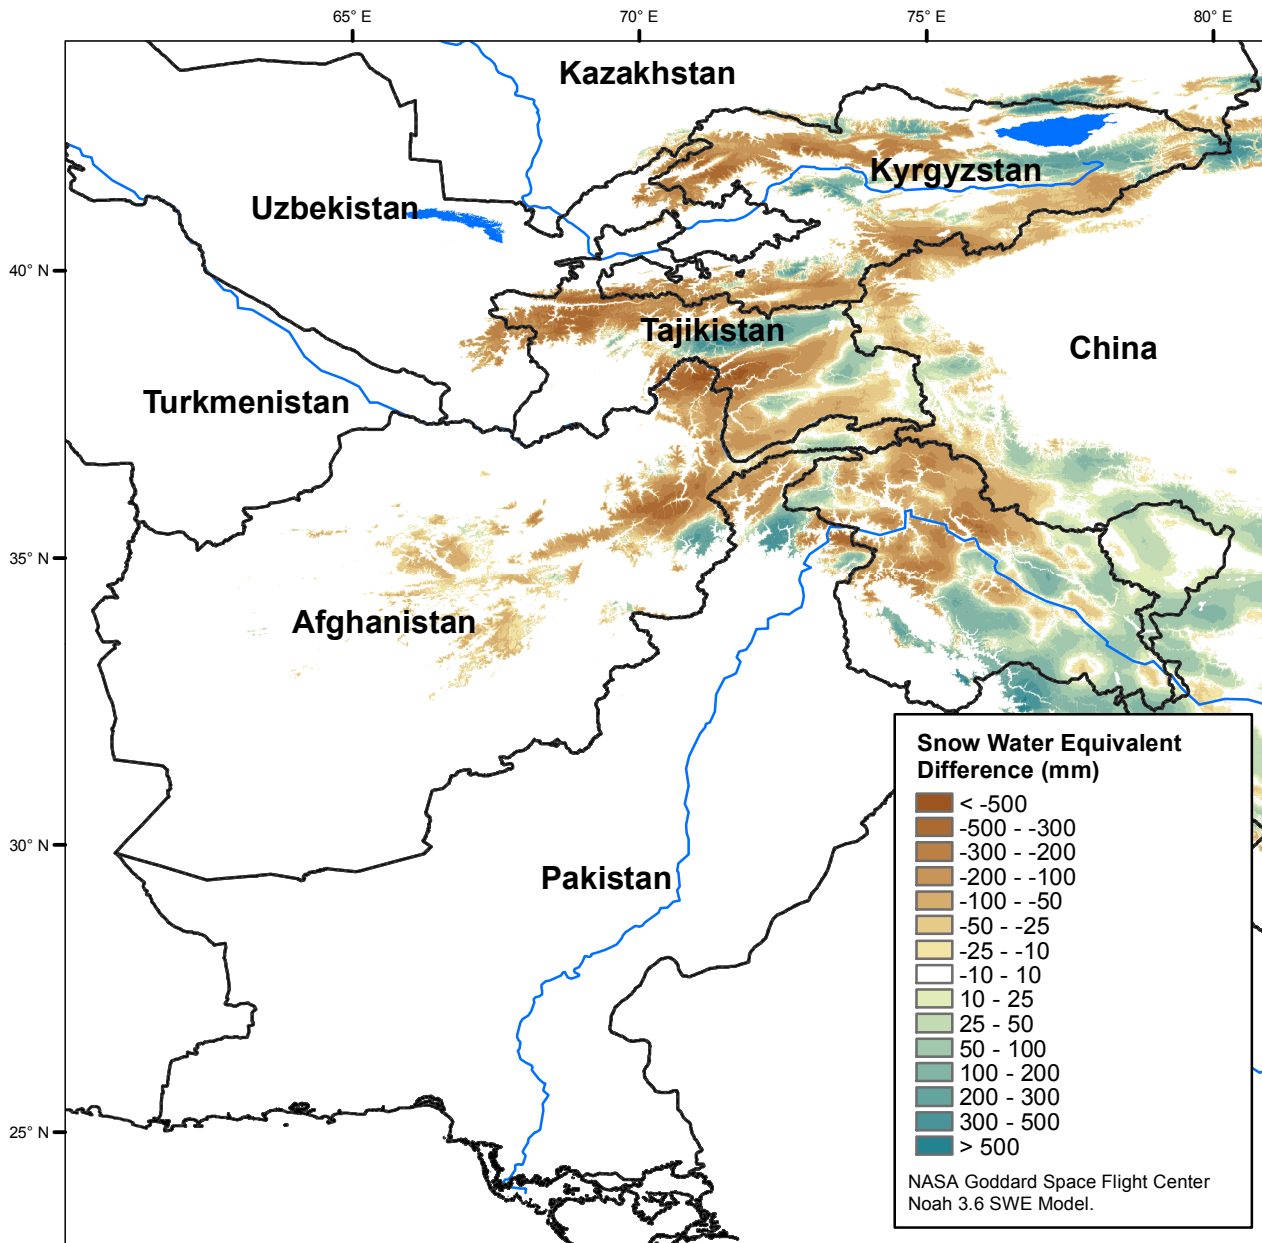 65° E
70° E
75° E
80° E
Kazakhstan
Kyrgyzstan
Uzbekistan
40° N
Tajikistan
China
Turkmenistan
35° N
Afghanistan
30° N
Pakistan
25° N
Snow Water Equivalent
Difference (mm)
< -500
-500 - -300
-300 - -200
-200 - -100
-100 - -50
-50 - -25
-25 - -10
-10 - 10
10 - 25
25 - 50
50 - 100
100 - 200
200 - 300
300 - 500
> 500
NASA Goddard Space Flight Center
Noah 3.6 SWE Model.